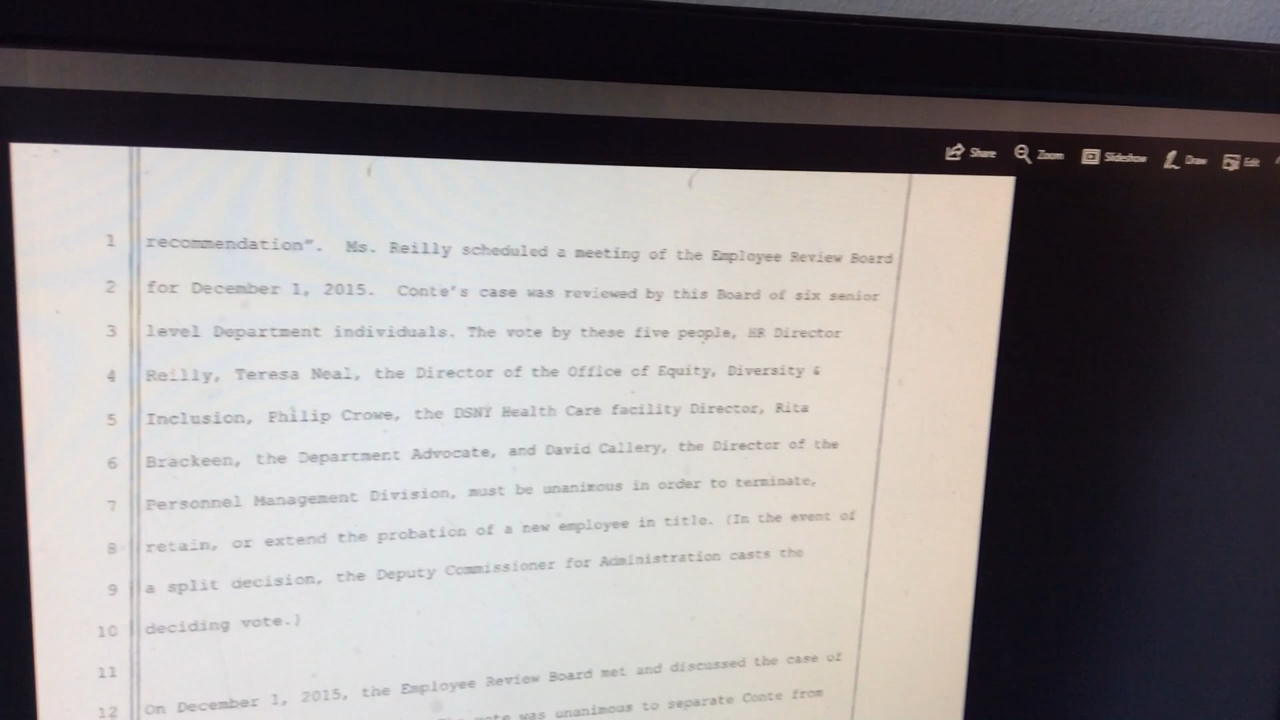 Share Zoom Slideshow Draw Edit
1 recommendation”. Ms. Reilly scheduled a meeting of the Employee Review Board
2 for December 1, 2015. Conte’s case was reviewed by this Board of six senior
3 level Department individuals. The vote by these five people, HR Director
4 Reilly, Teresa Neal, the Director of the Office of Equity, Diversity &
5 Inclusion, Philip Crowe, the DSNY Health Care facility Director, Rita
6 Brackeen, the Department Advocate, and David Callery, the Director of the
7 Personnel Management Division, must be unanimous in order to terminate,
8 retain, or extend the probation of a new employee in title. (In the event of
9 a split decision, the Deputy Commissioner for Administration casts the
10 deciding vote.)
11
12 On December 1, 2015, the Employee Review Board met and discussed the case of
vote was unanimous to separate Conte from